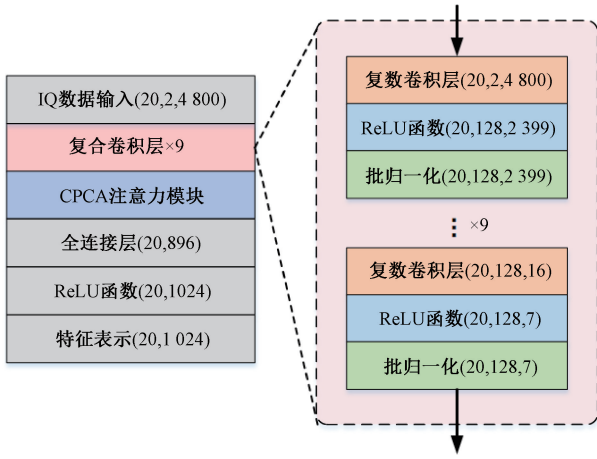 IQ数据输入(20,2,4 800)
复合卷积层×9
CPCA注意力模块
全连接层(20,896)
ReLU函数(20,1024)
特征表示(20,1 024)
复数卷积层(20,2,4 800)
ReLU函数(20,128,2 399)
批归一化(20,128,2 399)
⋮ ×9
复数卷积层(20,128,16)
ReLU函数(20,128,7)
批归一化(20,128,7)